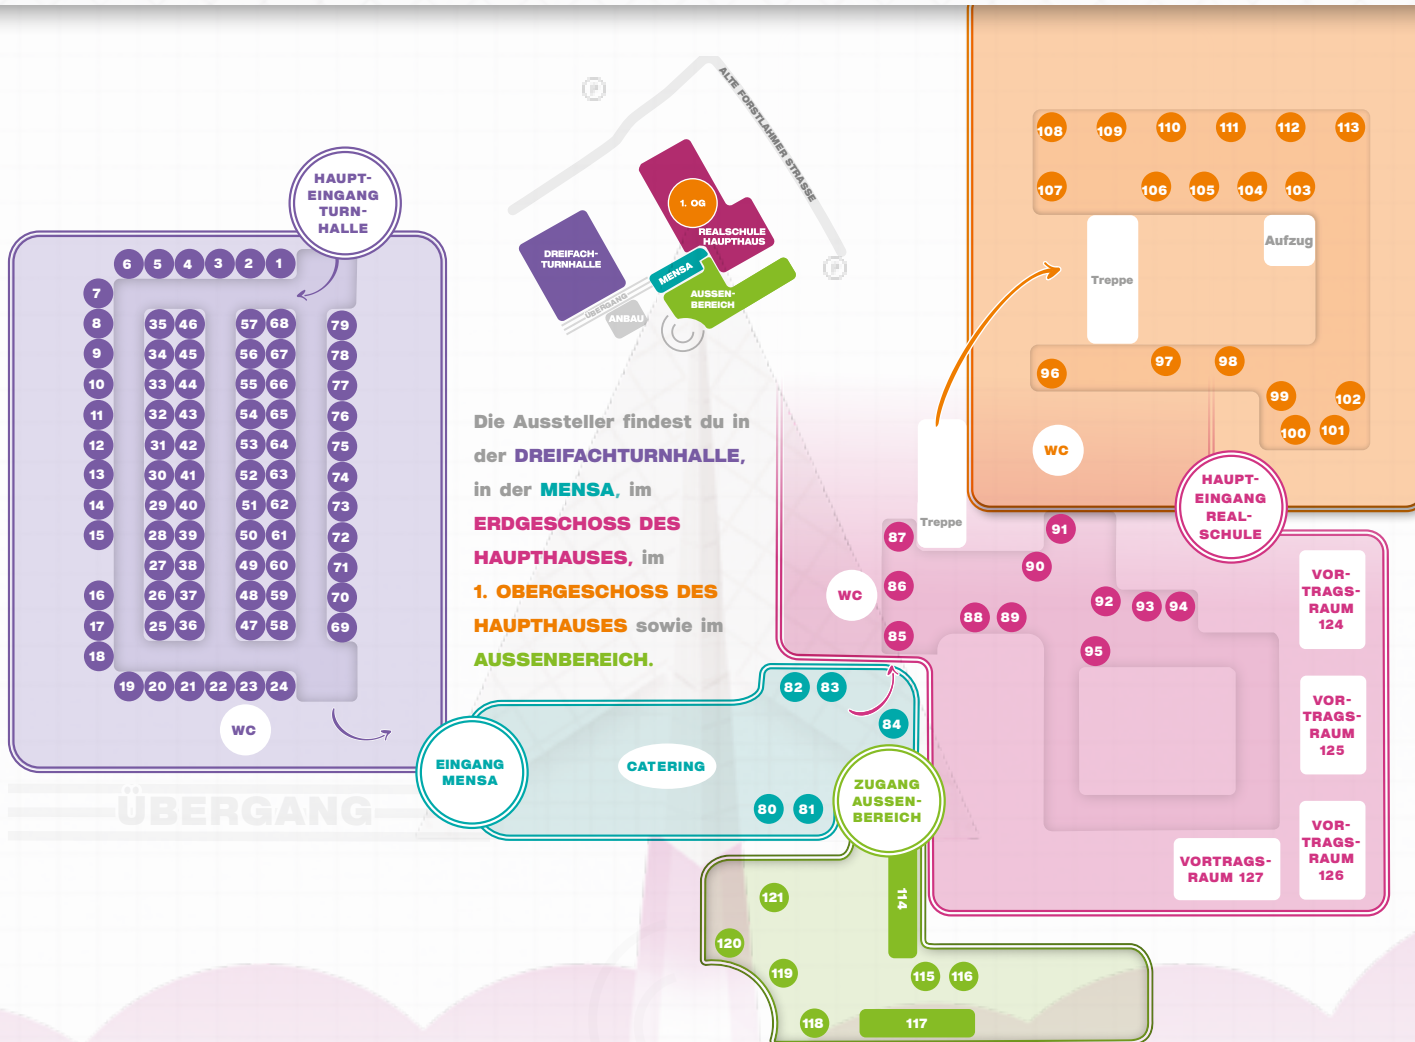 P
ALTE FORSTLAHMER STRASSE
1. OG
REALSCHULE
HAUPTHAUS
DREIFACH-
TURNHALLE
MENSA
AUSSEN-
BEREICH
ÜBERGANG
ANBAU
P
HAUPT-
EINGANG
TURN-
HALLE
6 5 4 3 2 1
7
8 35 46 57 68 79
9 34 45 56 67 78
10 33 44 55 66 77
11 32 43 54 65 76
12 31 42 53 64 75
13 30 41 52 63 74
14 29 40 51 62 73
15 28 39 50 61 72
27 38 49 60 71
16 26 37 48 59 70
17 25 36 47 58 69
18
19 20 21 22 23 24
WC
ÜBERGANG
Die Aussteller findest du in
der DREIFACHTURNHALLE,
in der MENSA, im
ERDGESCHOSS DES
HAUPTHAUSES, im
1. OBERGESCHOSS DES
HAUPTHAUSES sowie im
AUSSENBEREICH.
EINGANG
MENSA
CATERING
82 83
84
80 81
ZUGANG
AUSSEN-
BEREICH
114
121
120
119
115 116
118
117
108 109 110 111 112 113
107 106 105 104 103
Treppe
Aufzug
96 97 98
99 102
100 101
WC
HAUPT-
EINGANG
REAL-
SCHULE
Treppe
87
91
90
86
WC
88 89
92 93 94
85
95
VOR-
TRAGS-
RAUM
124
VOR-
TRAGS-
RAUM
125
VOR-
TRAGS-
RAUM
126
VORTRAGS-
RAUM 127